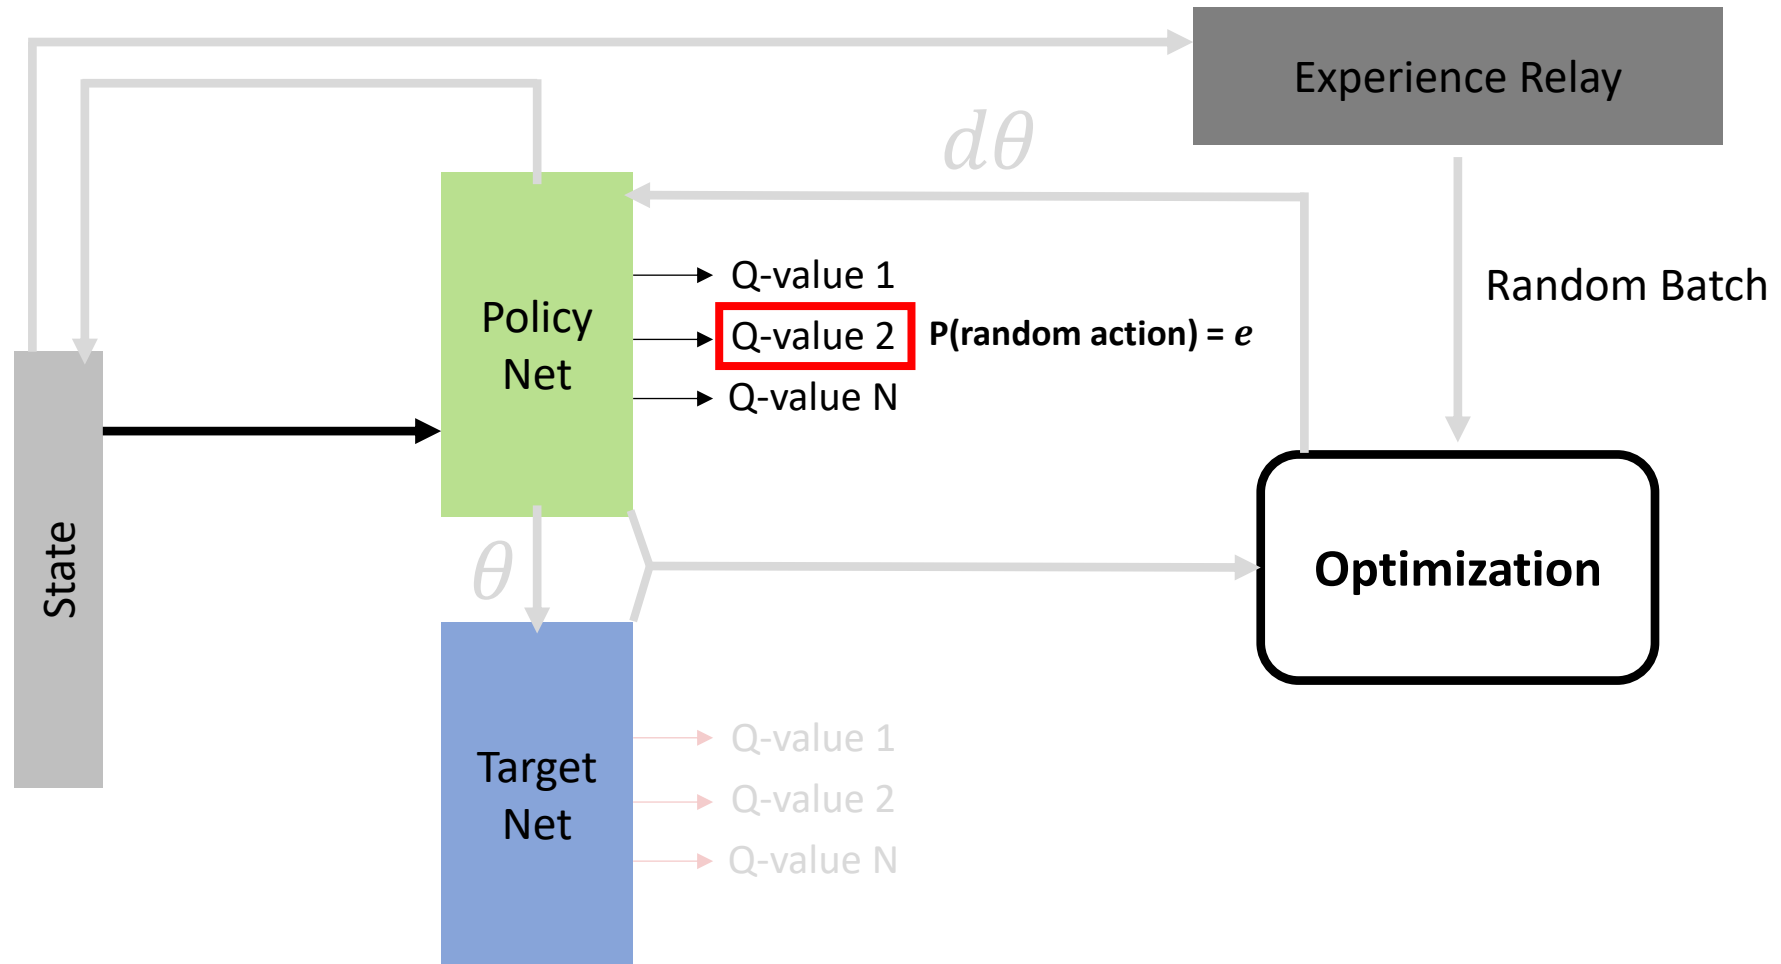 Experience Relay
dθ
Q-value 1
Random Batch
Policy
Net
Q-value 2
P(random action) = e
Q-value N
State
θ
Optimization
Target
Net
Q-value 1
Q-value 2
Q-value N